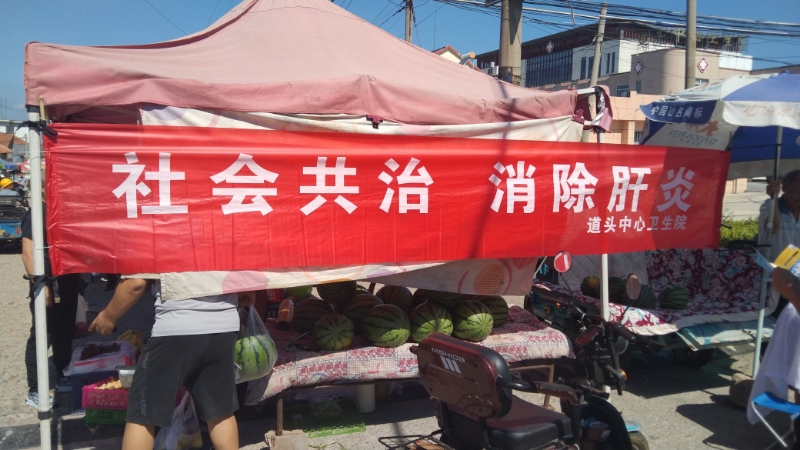 社会共治 消除肝炎
道头中心卫生院